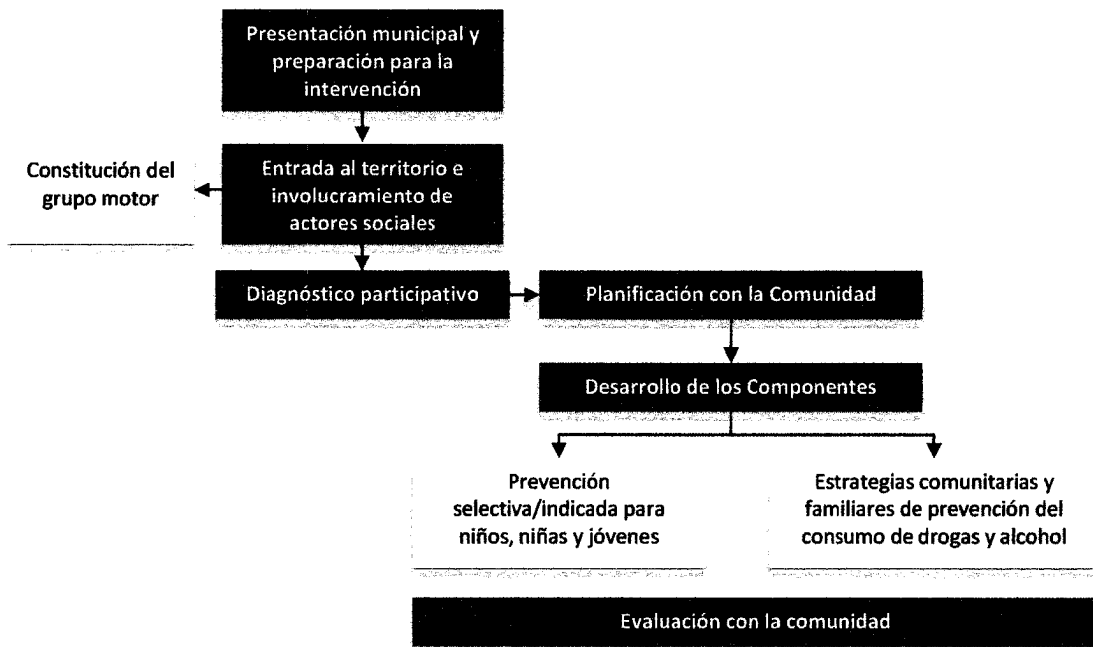 Presentación municipal y
preparación para la
intervención
Constitución del
grupo motor
Entrada al territorio e
involucramiento de
actores sociales
Diagnóstico participativo
Planificación con la Comunidad
Desarrollo de los Componentes
Prevención
selectiva/indicada para
niños, niñas y jóvenes
Estrategias comunitarias y
familiares de prevención del
consumo de drogas y alcohol
Evaluación con la comunidad